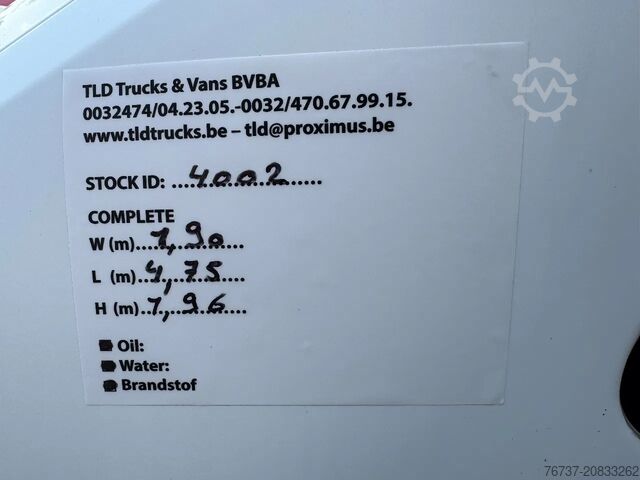 TLD Trucks & Vans BVBA
0032474/04.23.05.-0032/470.67.99.15.
www.tldtrucks.be – tld@proximus.be
STOCK ID: ....4002......
COMPLETE
W (m)....1,90....
L (m)....4,75....
H (m)....1,96....
Oil:
Water:
Brandstof
76737-20833262